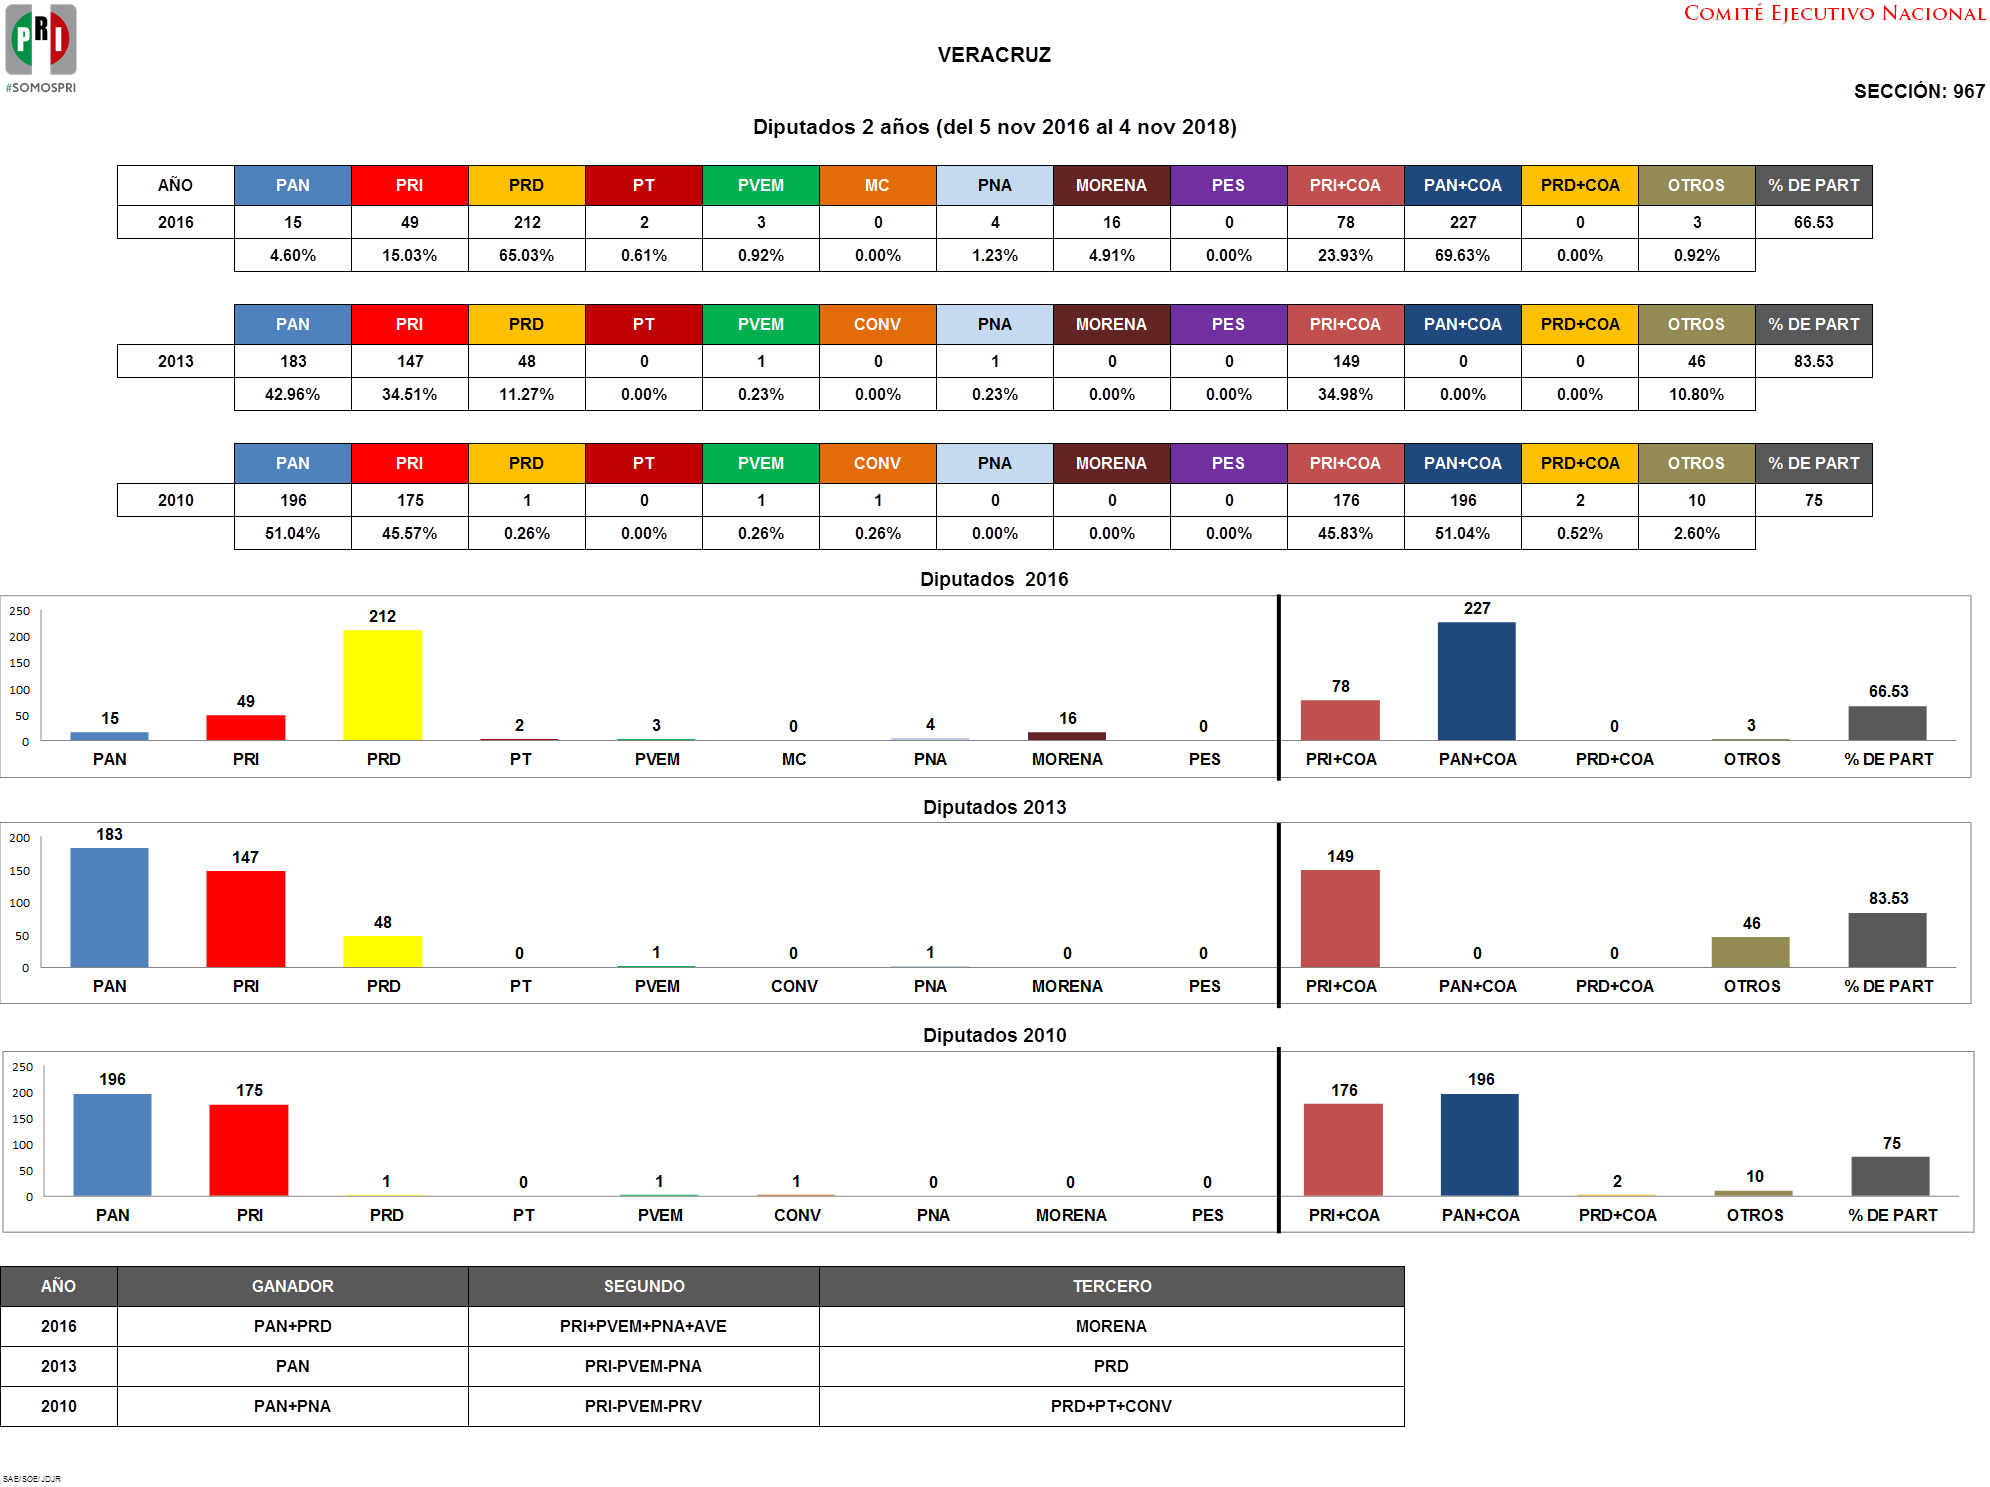 COMITÉ EJECUTIVO NACIONAL
PRI
#SOMOSPRI
VERACRUZ
SECCIÓN: 967
Diputados 2 años (del 5 nov 2016 al 4 nov 2018)
AÑO PAN PRI PRD PT PVEM MC PNA MORENA PES PRI+COA PAN+COA PRD+COA OTROS % DE PART
2016 15 49 212 2 3 0 4 16 0 78 227 0 3 66.53
4.60% 15.03% 65.03% 0.61% 0.92% 0.00% 1.23% 4.91% 0.00% 23.93% 69.63% 0.00% 0.92%
PAN PRI PRD PT PVEM CONV PNA MORENA PES PRI+COA PAN+COA PRD+COA OTROS % DE PART
2013 183 147 48 0 1 0 1 0 0 149 0 0 46 83.53
42.96% 34.51% 11.27% 0.00% 0.23% 0.00% 0.23% 0.00% 0.00% 34.98% 0.00% 0.00% 10.80%
PAN PRI PRD PT PVEM CONV PNA MORENA PES PRI+COA PAN+COA PRD+COA OTROS % DE PART
2010 196 175 1 0 1 1 0 0 0 176 196 2 10 75
51.04% 45.57% 0.26% 0.00% 0.26% 0.26% 0.00% 0.00% 0.00% 45.83% 51.04% 0.52% 2.60%
Diputados  2016
250
200
150
100
50
0
15 49 212 2 3 0 4 16 0 78 227 0 3 66.53
PAN PRI PRD PT PVEM MC PNA MORENA PES PRI+COA PAN+COA PRD+COA OTROS % DE PART
Diputados 2013
200
150
100
50
0
183 147 48 0 1 0 1 0 0 149 0 0 46 83.53
PAN PRI PRD PT PVEM CONV PNA MORENA PES PRI+COA PAN+COA PRD+COA OTROS % DE PART
Diputados 2010
250
200
150
100
50
0
196 175 1 0 1 1 0 0 0 176 196 2 10 75
PAN PRI PRD PT PVEM CONV PNA MORENA PES PRI+COA PAN+COA PRD+COA OTROS % DE PART
AÑO GANADOR SEGUNDO TERCERO
2016 PAN+PRD PRI+PVEM+PNA+AVE MORENA
2013 PAN PRI-PVEM-PNA PRD
2010 PAN+PNA PRI-PVEM-PRV PRD+PT+CONV
SAE/SOE/JDJR